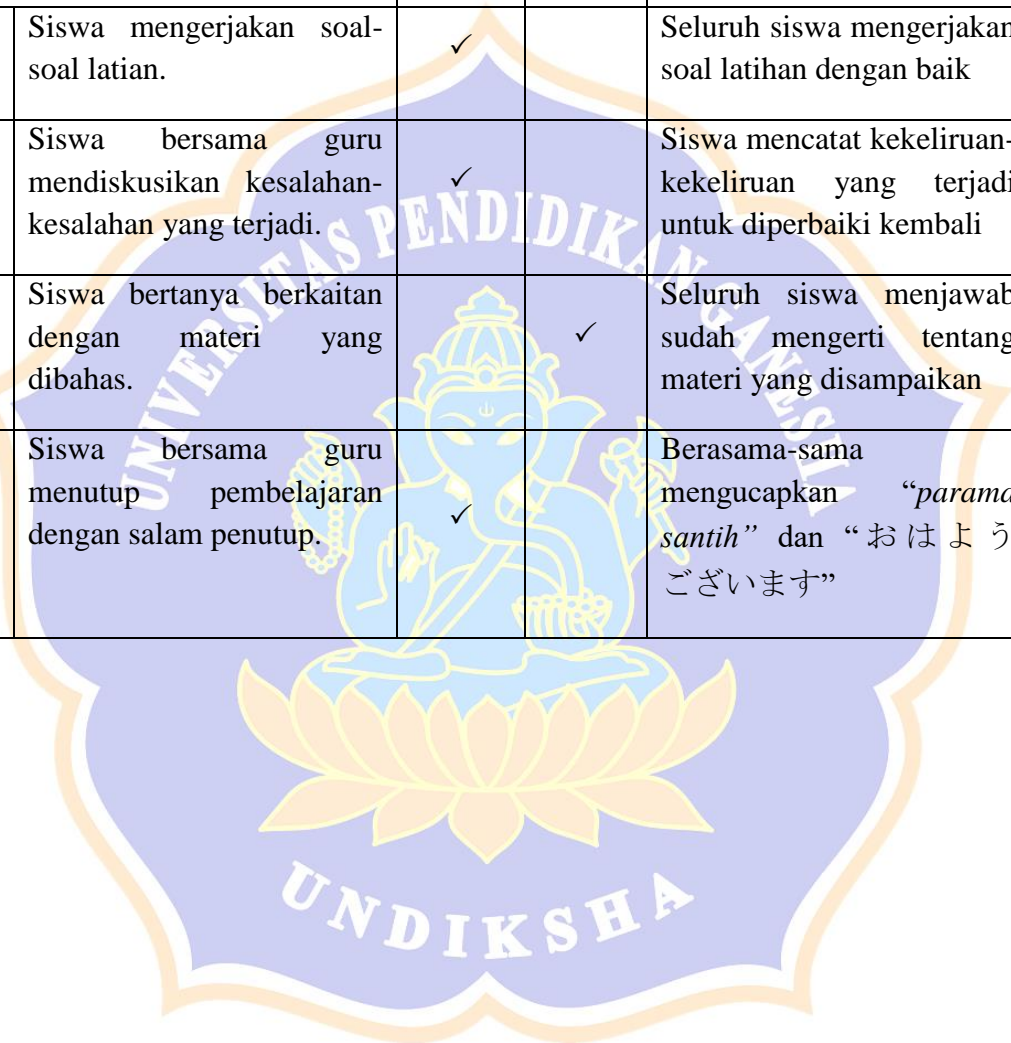 Siswa mengerjakan soal-
soal latian.
✓
Seluruh siswa mengerjakan
soal latihan dengan baik
Siswa bersama guru
mendiskusikan kesalahan-
kesalahan yang terjadi.
✓
Siswa mencatat kekeliruan-
kekeliruan yang terjadi
untuk diperbaiki kembali
Siswa bertanya berkaitan
dengan materi yang
dibahas.
✓
Seluruh siswa menjawab
sudah mengerti tentang
materi yang disampaikan
Siswa bersama guru
menutup pembelajaran
dengan salam penutup.
✓
Berasama-sama
mengucapkan “parama
santih” dan “おはよう
ございます”
UNIVERSITAS PENDIDIKAN GANESHA
UNDIKSHA